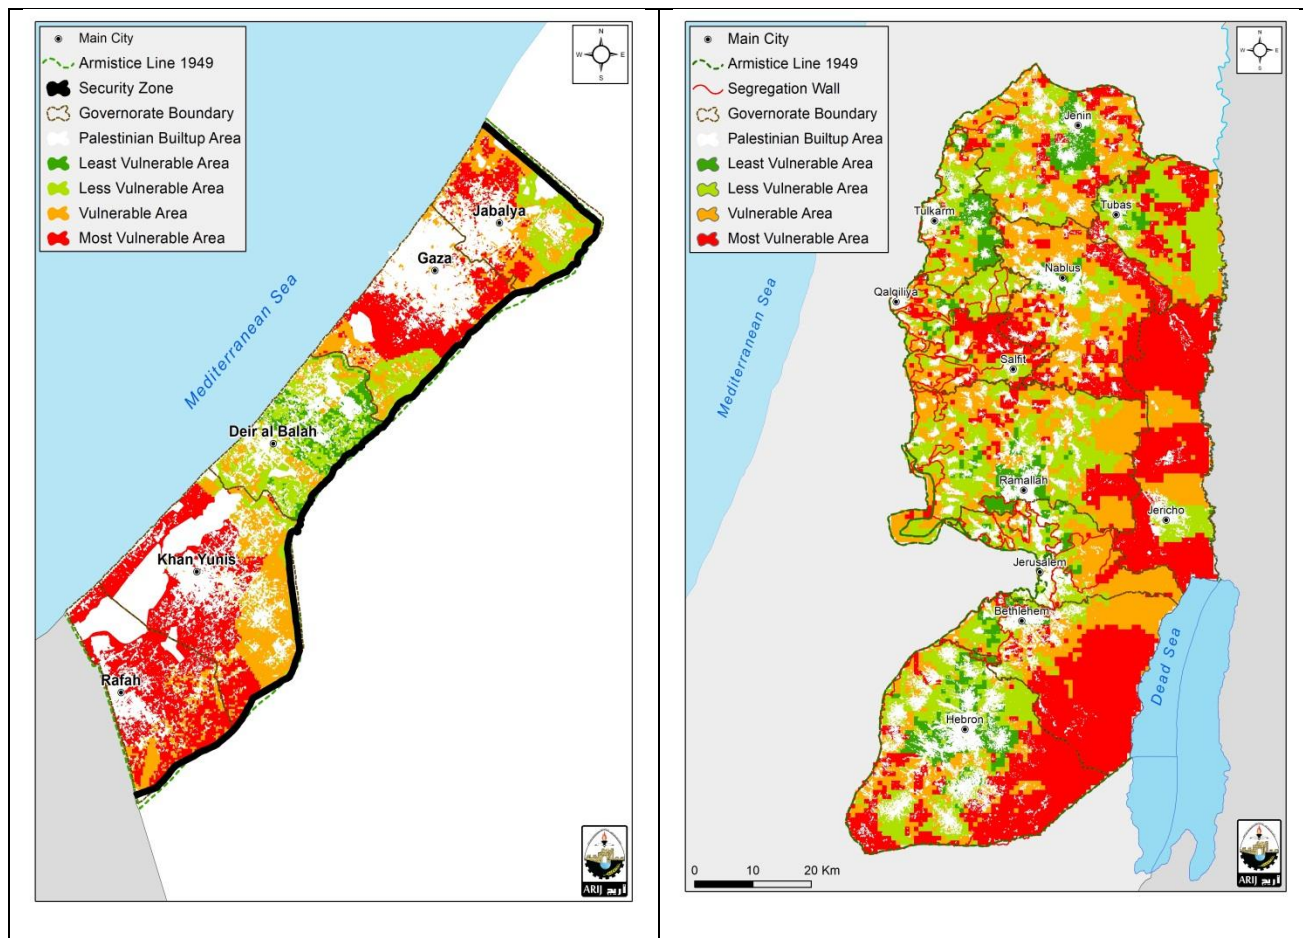 Main City
Armistice Line 1949
Security Zone
Governorate Boundary
Palestinian Builtup Area
Least Vulnerable Area
Less Vulnerable Area
Vulnerable Area
Most Vulnerable Area
N
W E
S
Jabalya
Gaza
Mediterranean Sea
Deir al Balah
Khan Yunis
Rafah
ARIJ أريج
Main City
Armistice Line 1949
Segregation Wall
Governorate Boundary
Palestinian Builtup Area
Least Vulnerable Area
Less Vulnerable Area
Vulnerable Area
Most Vulnerable Area
N
W E
S
Jenin
Tulkarm
Tubas
Nablus
Qalqiliya
Mediterranean Sea
Salfit
Ramallah
Jericho
Jerusalem
Bethlehem
Dead Sea
Hebron
0 10 20 Km
ARIJ أريج